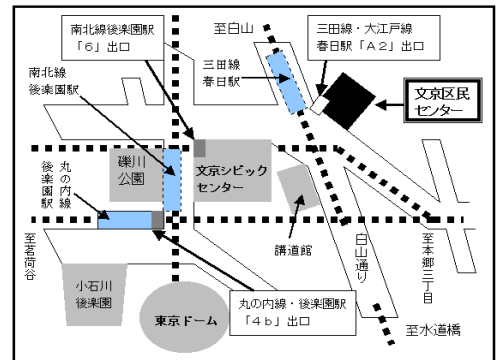 南北線後楽園駅
「6」出口
至白山
三田線・大江戸線
春日駅「A2」出口
三田線
春日駅
南北線
後楽園駅
文京区民
センター
礫川
公園
文京シビック
センター
丸の内線
後楽園駅
講道館
至茗荷谷
白山通り
至本郷三丁目
小石川
後楽園
東京ドーム
丸の内線・後楽園駅
「4b」出口
至水道橋